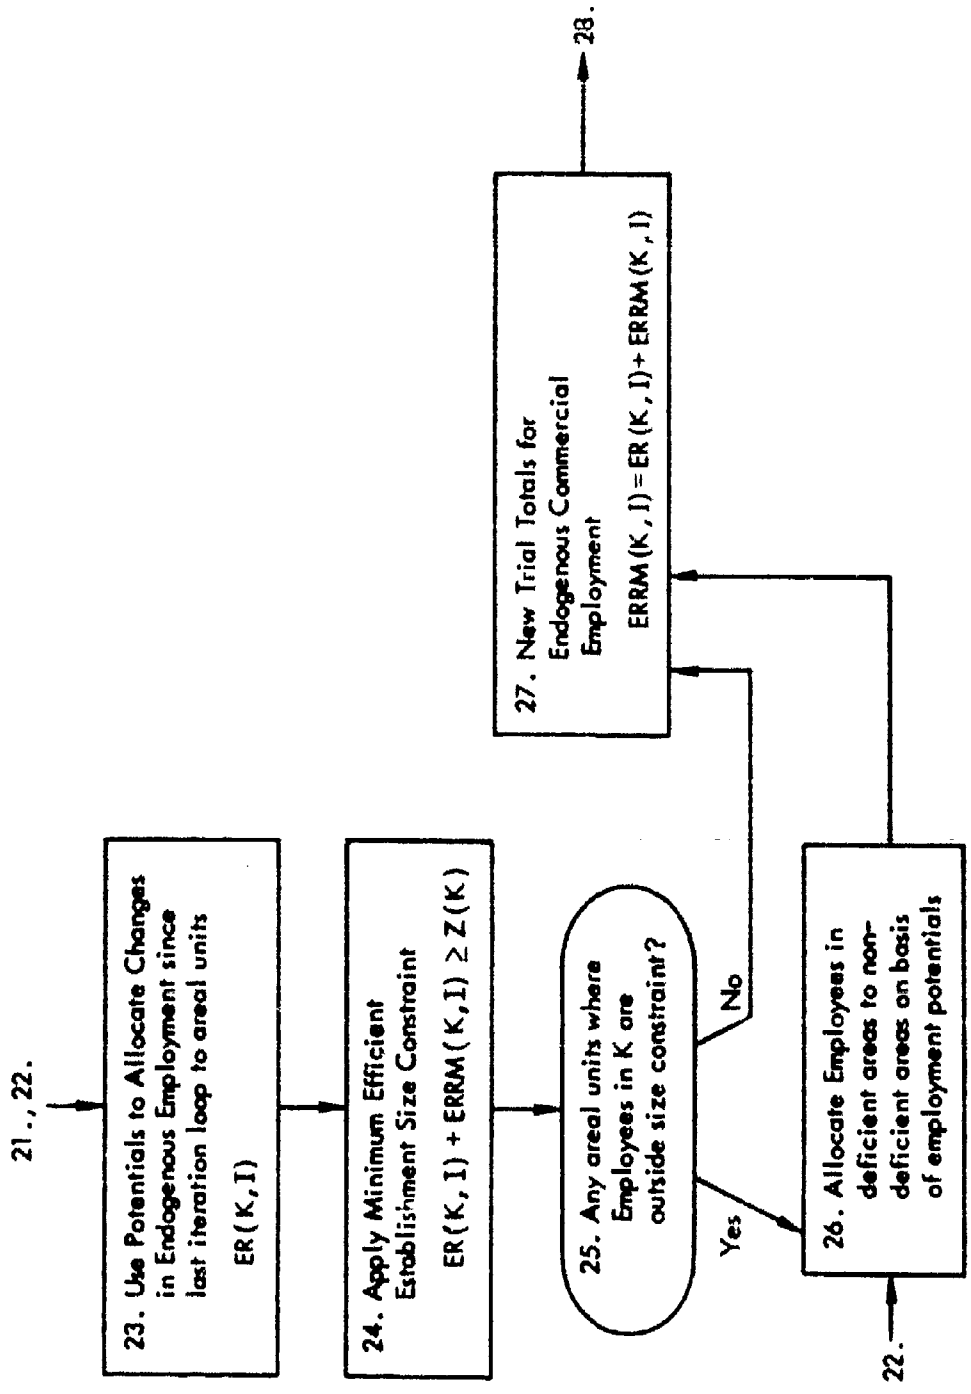 21.,22.
23. Use Potentials to Allocate Changes
in Endogenous Employment since
last iteration loop to areal units
ER(K,I)
24. Apply Minimum Efficient
Establishment Size Constraint
ER(K,I) + ERRM(K,I) ≥ Z(K)
25. Any areal units where
Employees in K are
outside size constraint?
Yes
No
22.
26. Allocate Employees in
deficient areas to non-
deficient areas on basis
of employment potentials
27. New Trial Totals for
Endogenous Commercial
Employment
ERRM(K,I) = ER(K,I) + ERRM(K,I)
28.